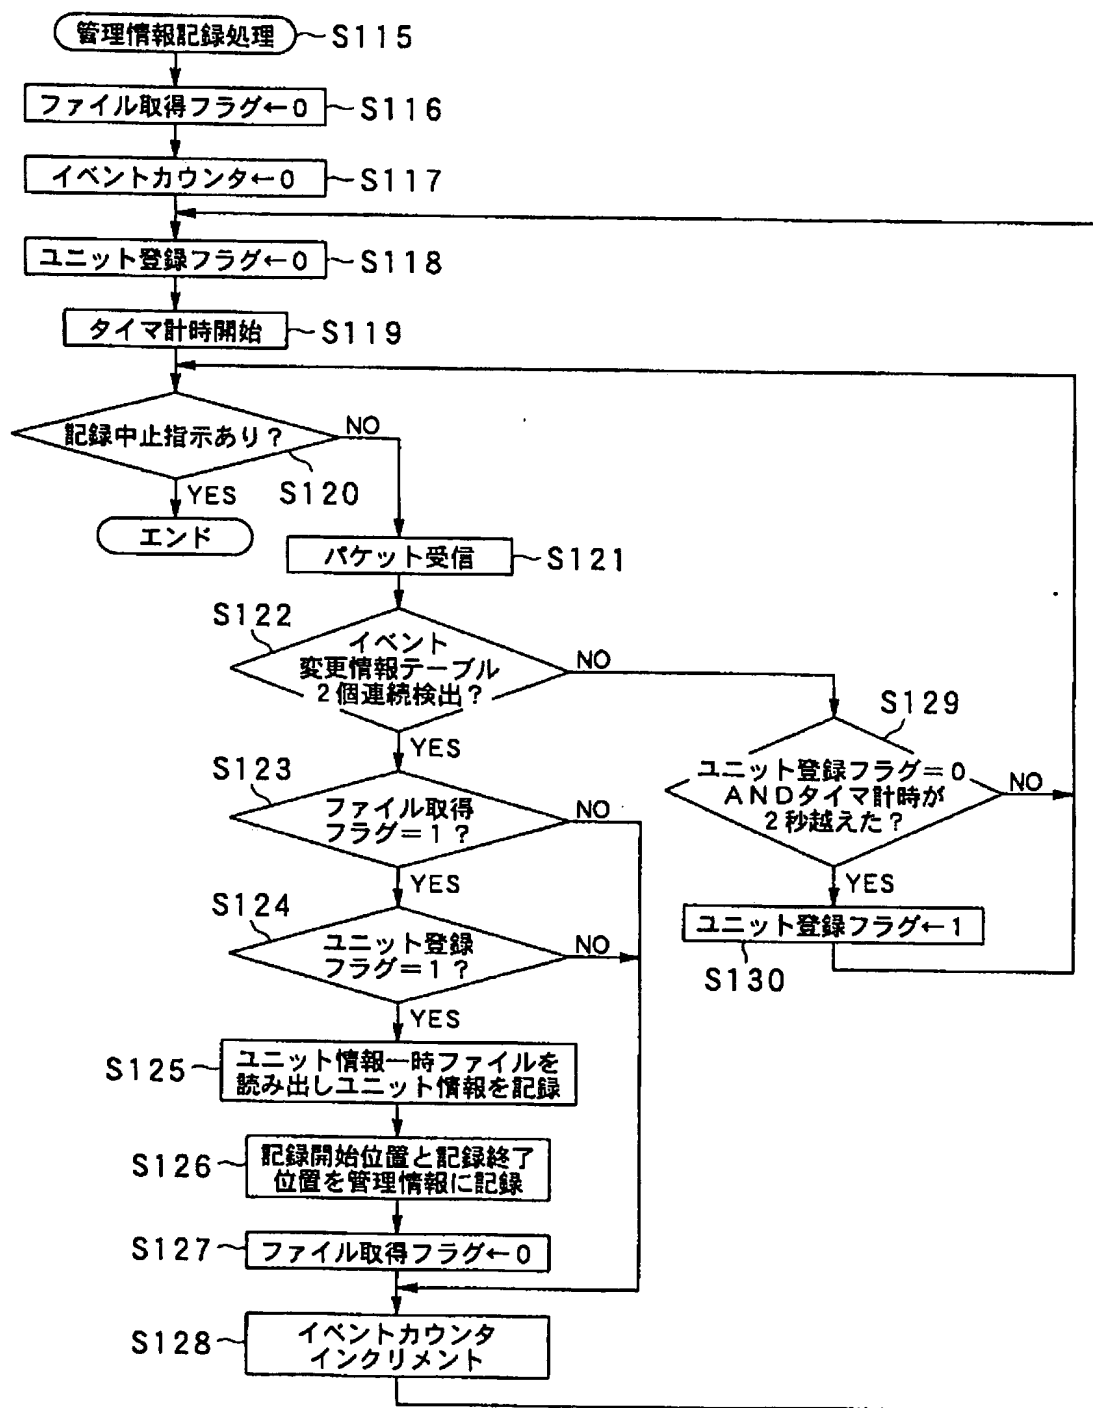 管理情報記録処理
S115
ファイル取得フラグ←0
S116
イベントカウンタ←0
S117
ユニット登録フラグ←0
S118
タイマ計時開始
S119
記録中止指示あり？
NO
S120
YES
エンド
パケット受信
S121
S122
イベント
変更情報テーブル
2個連続検出？
NO
YES
S129
ユニット登録フラグ＝0
ANDタイマ計時が
2秒越えた？
NO
YES
ユニット登録フラグ←1
S130
S123
ファイル取得
フラグ＝1？
NO
YES
S124
ユニット登録
フラグ＝1？
NO
YES
S125
ユニット情報一時ファイルを
読み出しユニット情報を記録
S126
記録開始位置と記録終了
位置を管理情報に記録
S127
ファイル取得フラグ←0
S128
イベントカウンタ
インクリメント